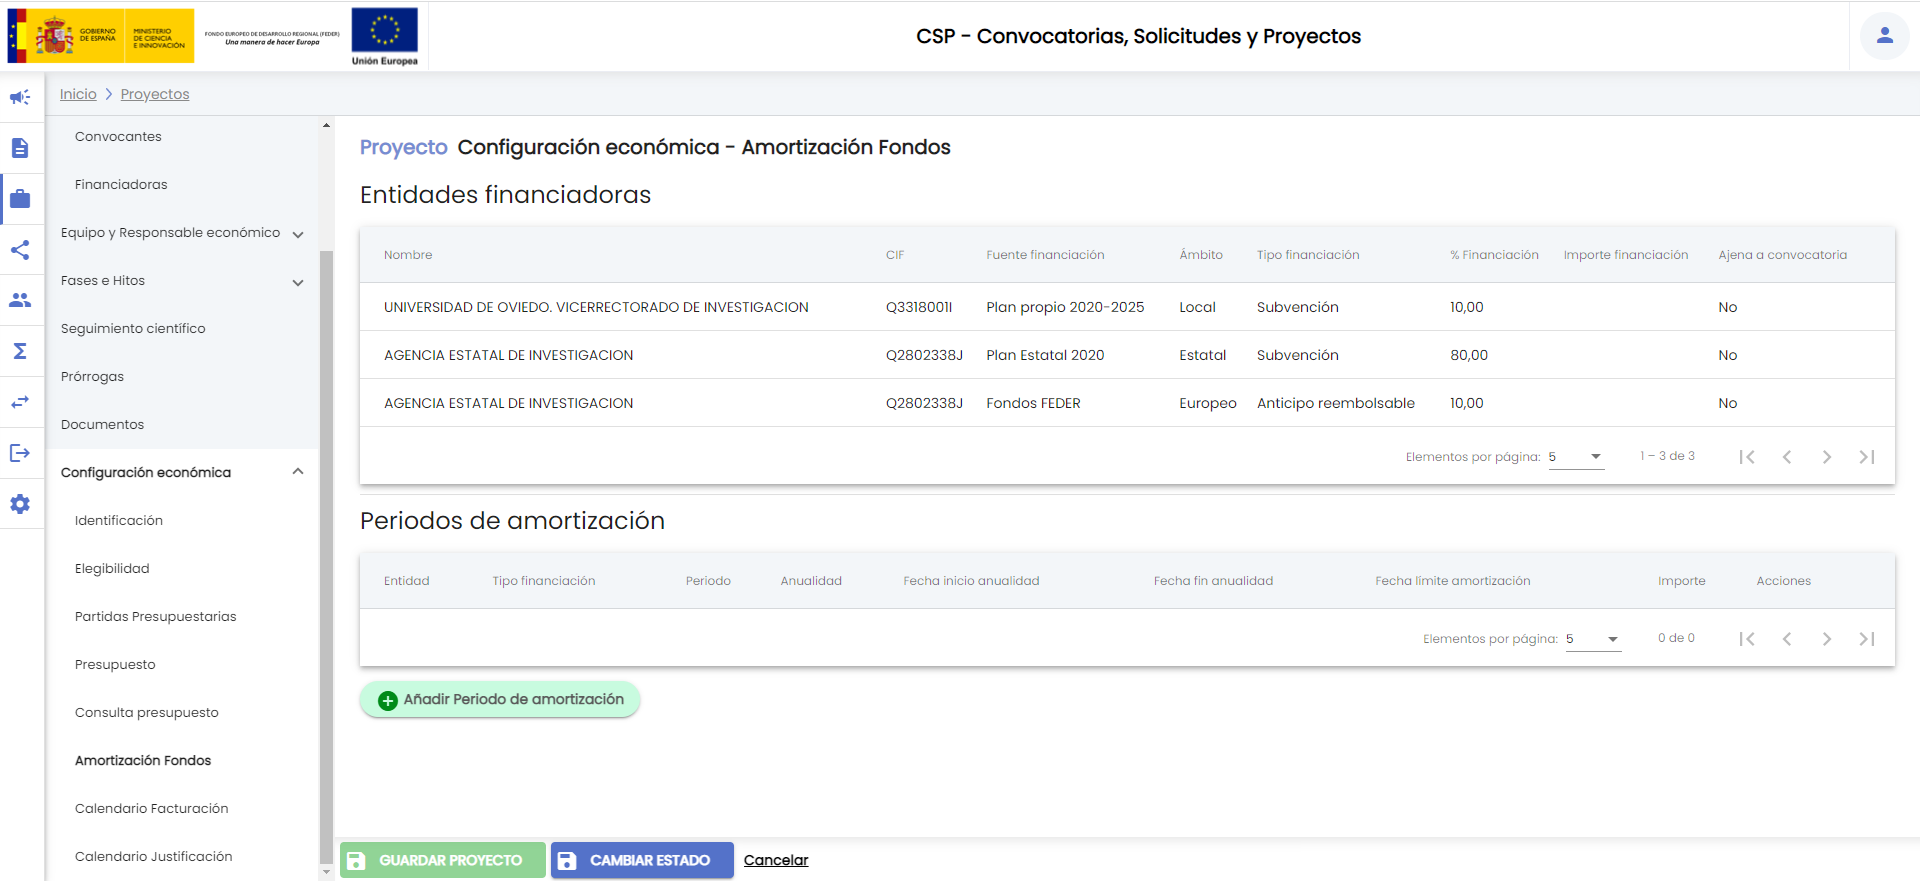 GOBIERNO
DE ESPAÑA
MINISTERIO
DE CIENCIA
E INNOVACIÓN
FONDO EUROPEO DE DESARROLLO REGIONAL (FEDER)
Una manera de hacer Europa
Unión Europea
CSP - Convocatorias, Solicitudes y Proyectos
Inicio > Proyectos
Convocantes
Financiadoras
Equipo y Responsable económico
Fases e Hitos
Seguimiento científico
Prórrogas
Documentos
Configuración económica
Identificación
Elegibilidad
Partidas Presupuestarias
Presupuesto
Consulta presupuesto
Amortización Fondos
Calendario Facturación
Calendario Justificación
Proyecto Configuración económica - Amortización Fondos
Entidades financiadoras
Nombre CIF Fuente financiación Ámbito Tipo financiación % Financiación Importe financiación Ajena a convocatoria
UNIVERSIDAD DE OVIEDO. VICERRECTORADO DE INVESTIGACION Q3318001I Plan propio 2020-2025 Local Subvención 10,00 No
AGENCIA ESTATAL DE INVESTIGACION Q2802338J Plan Estatal 2020 Estatal Subvención 80,00 No
AGENCIA ESTATAL DE INVESTIGACION Q2802338J Fondos FEDER Europeo Anticipo reembolsable 10,00 No
Elementos por página: 5 1 – 3 de 3
Periodos de amortización
Entidad Tipo financiación Periodo Anualidad Fecha inicio anualidad Fecha fin anualidad Fecha límite amortización Importe Acciones
Elementos por página: 5 0 de 0
Añadir Periodo de amortización
GUARDAR PROYECTO CAMBIAR ESTADO Cancelar